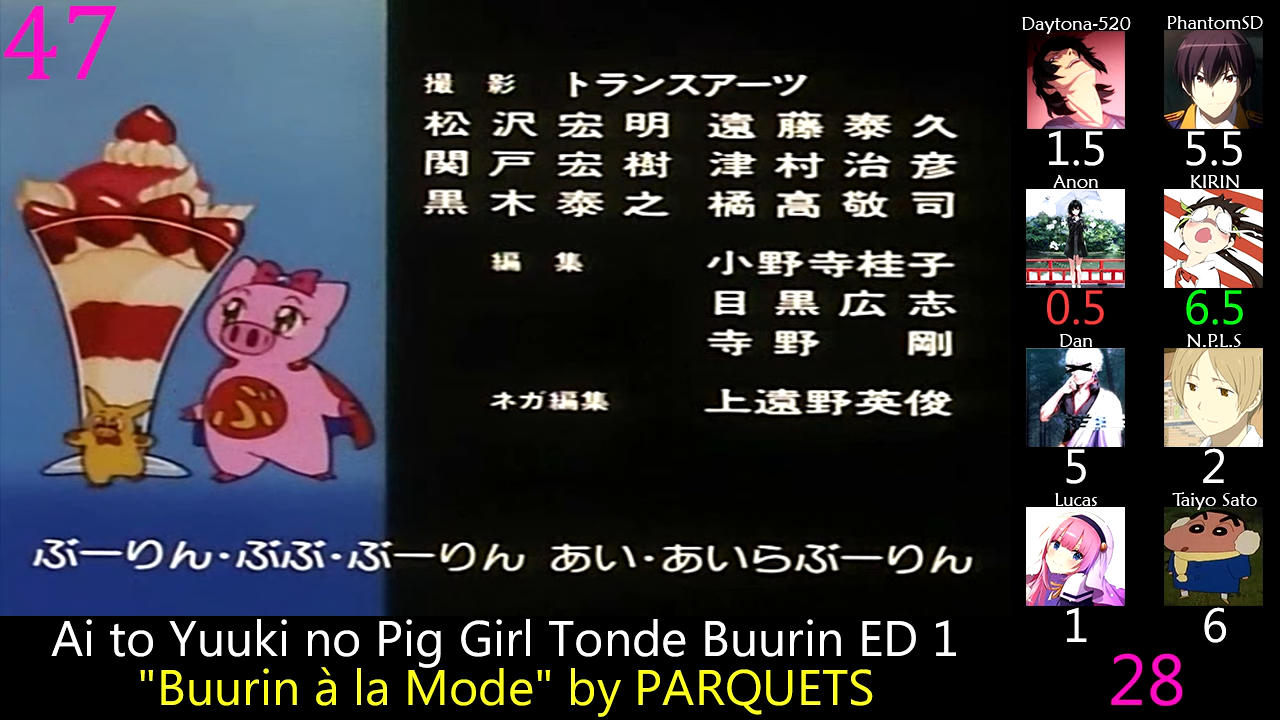 47
撮 影 トランスアーツ
松沢宏明 遠藤泰久
関戸宏樹 津村治彦
黒木泰之 橘高敬司
編 集 小野寺桂子
目黒広志
寺野 剛
ネガ編集 上遠野英俊
ぶ
ぶーりん・ぶぶ・ぶーりん あい・あいらぶーりん
Ai to Yuuki no Pig Girl Tonde Buurin ED 1
"Buurin à la Mode" by PARQUETS
Daytona-520 PhantomSD
1.5 5.5
Anon KIRIN
0.5 6.5
Dan N.P.L.S
5 2
Lucas Taiyo Sato
1 6
28